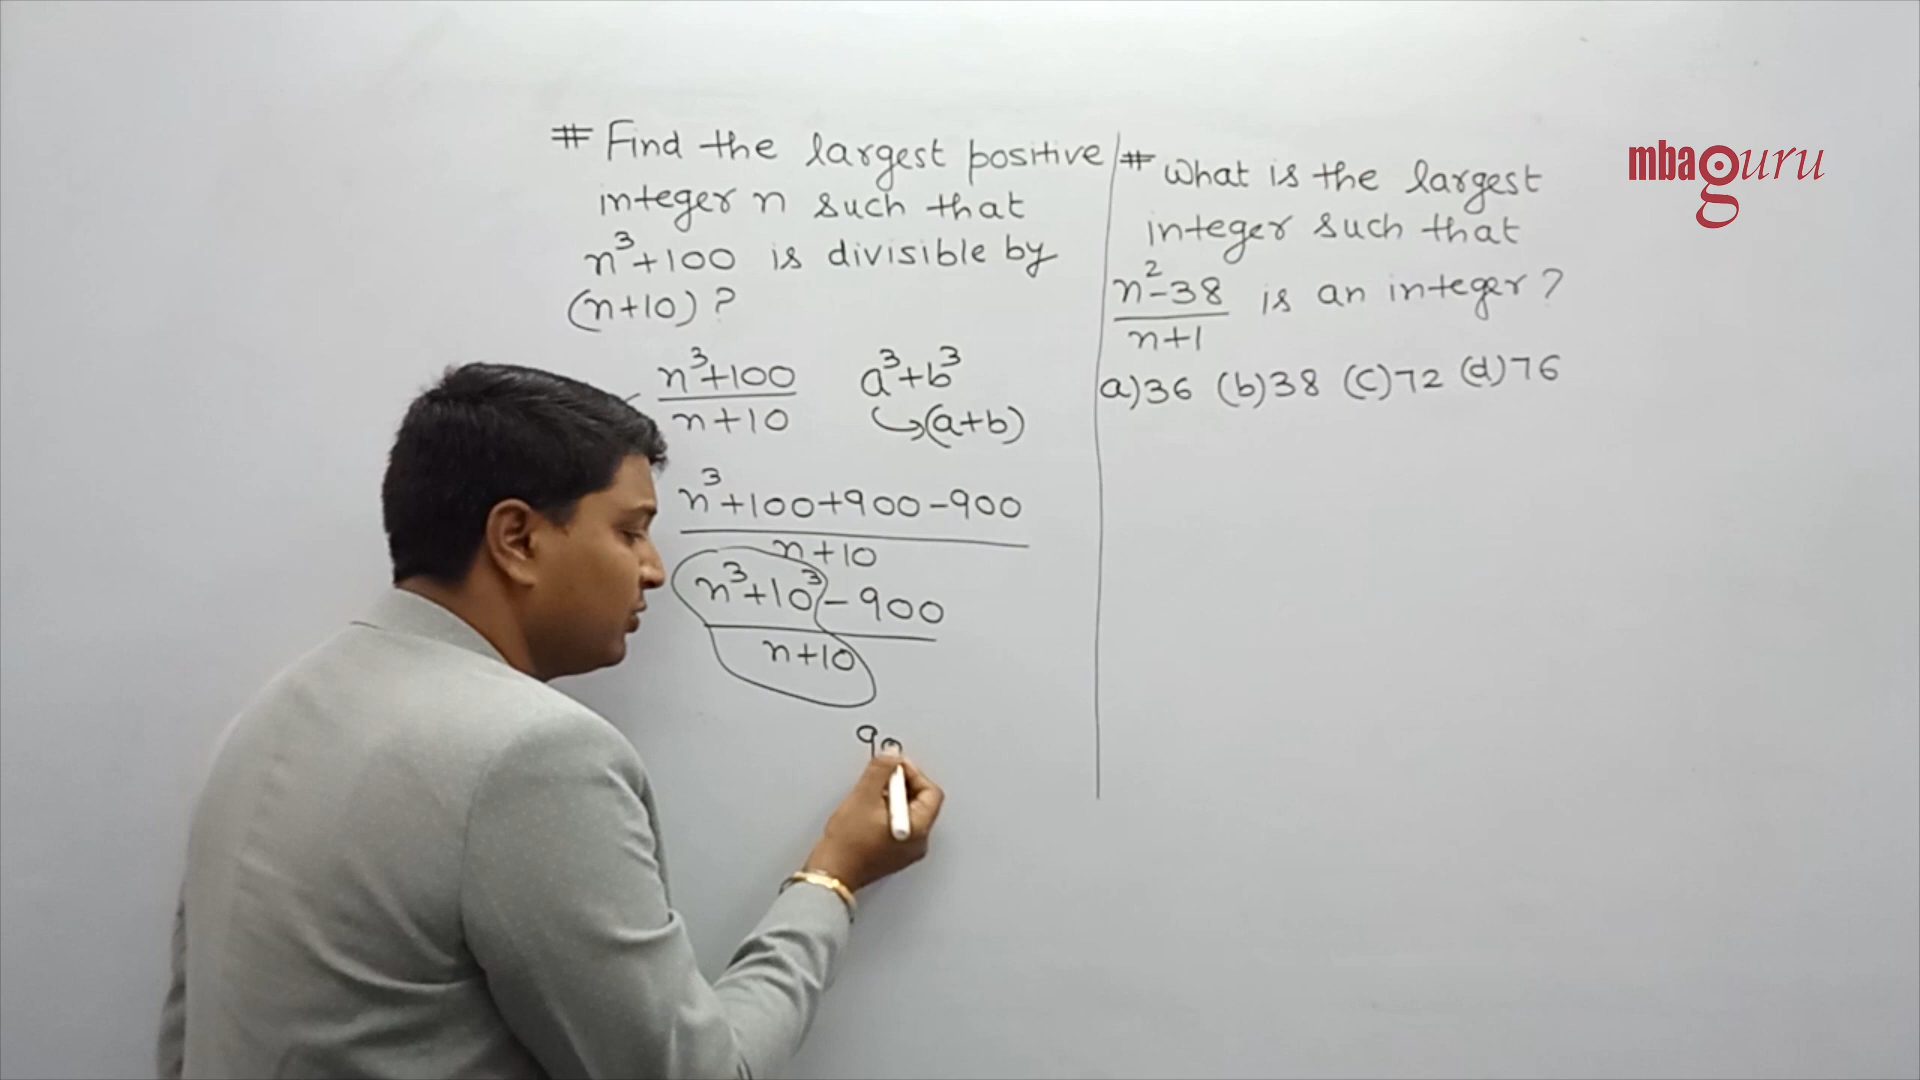 # Find the largest positive
integer n such that
n³+100 is divisible by
(n+10) ?
n³+100
n+10
a³+b³
(a+b)
n³+100+900-900
n+10
n³+10³-900
n+10
90
# What is the largest
integer such that
n²-38
n+1
is an integer ?
a)36 (b)38 (c)72 (d)76
mbaguru